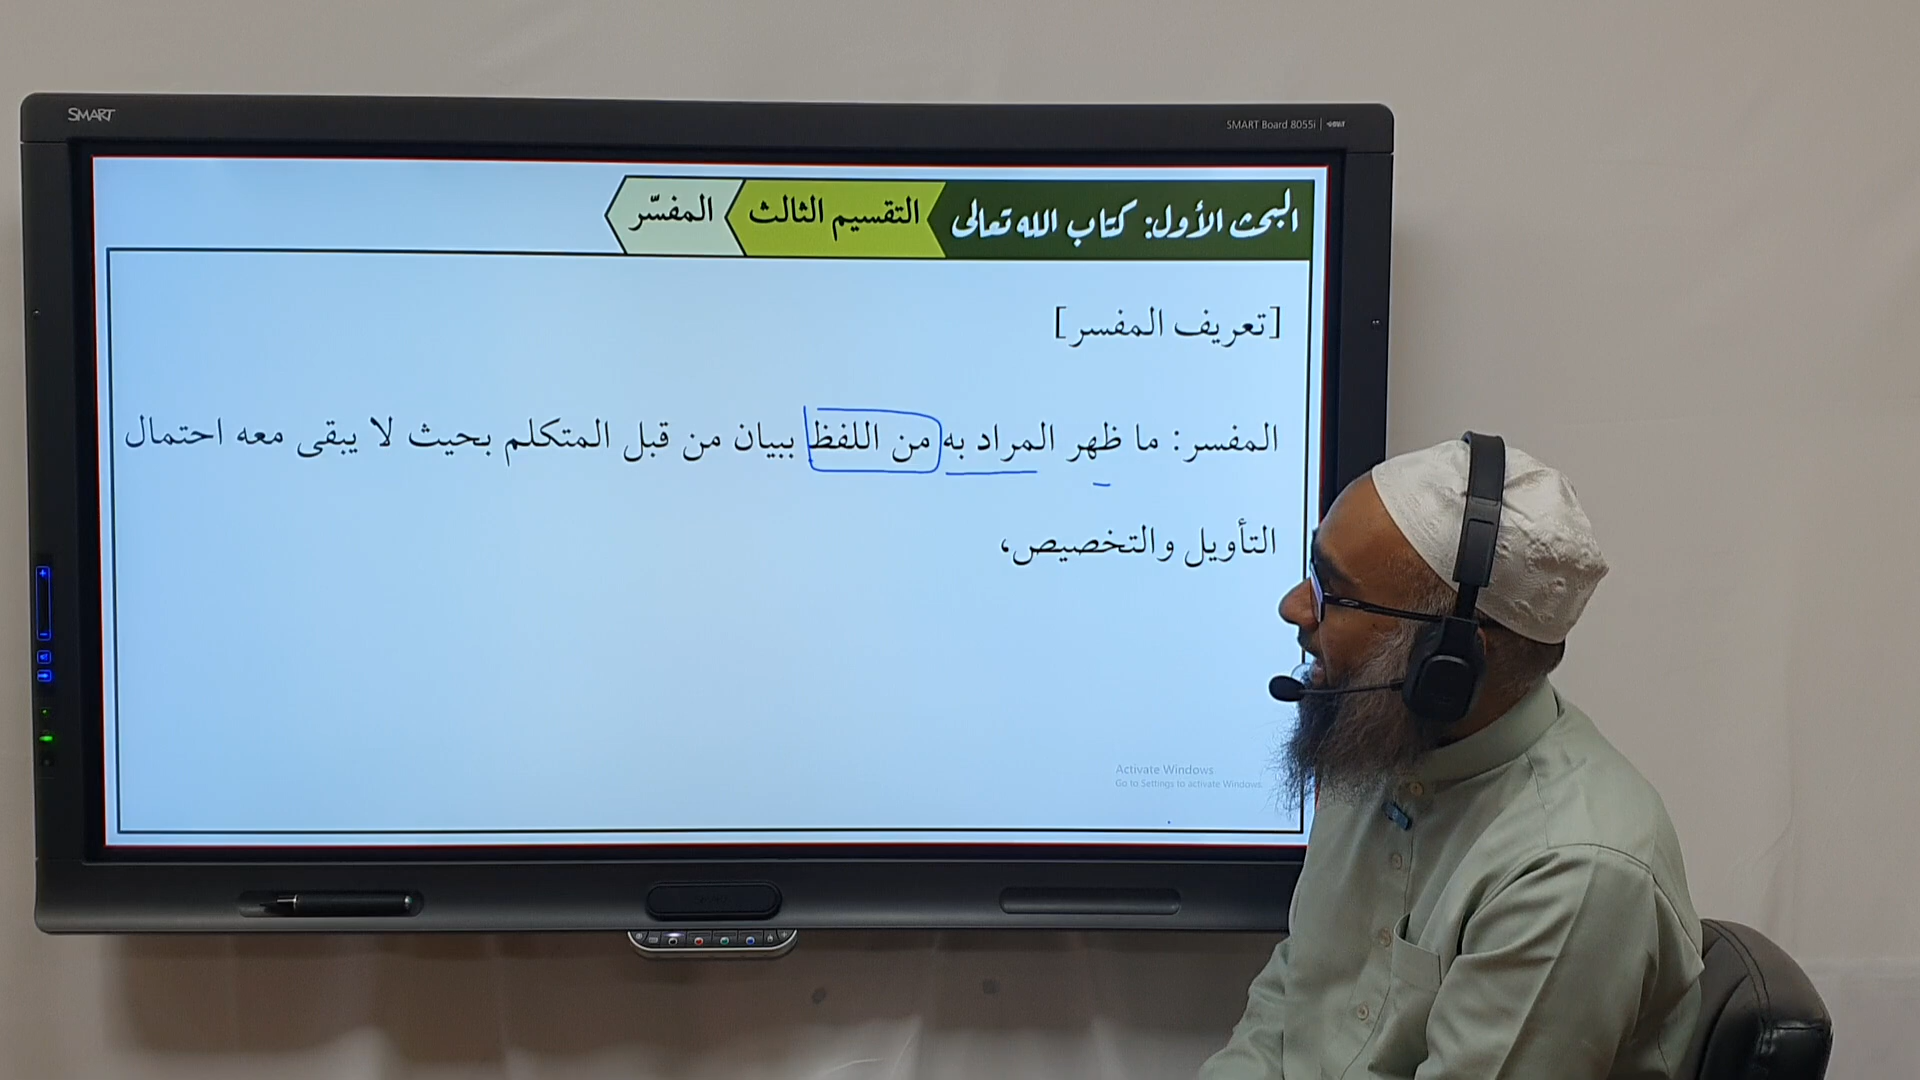 SMART
SMART Board 8055i
البحث الأول: كتاب الله تعالى
التقسيم الثالث
المفسّر
[تعريف المفسر]
المفسر: ما ظهر المراد به من اللفظ ببيان من قبل المتكلم بحيث لا يبقى معه احتمال
التأويل والتخصيص،
Activate Windows
Go to Settings to activate Windows.